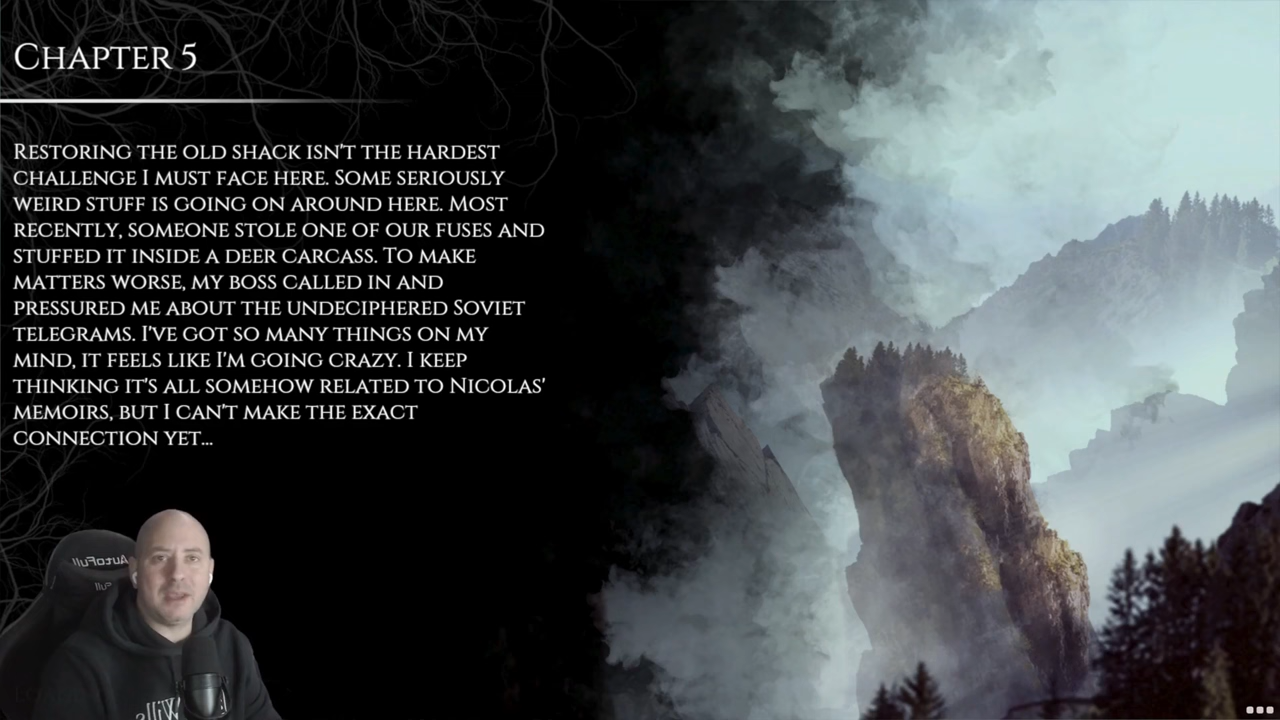 Chapter 5
Restoring the old shack isn't the hardest
challenge I must face here. Some seriously
weird stuff is going on around here. Most
recently, someone stole one of our fuses and
stuffed it inside a deer carcass. To make
matters worse, my boss called in and
pressured me about the undeciphered Soviet
telegrams. I've got so many things on my
mind, it feels like I'm going crazy. I keep
thinking it's all somehow related to Nicolas'
memoirs, but I can't make the exact
connection yet...
AutoFull